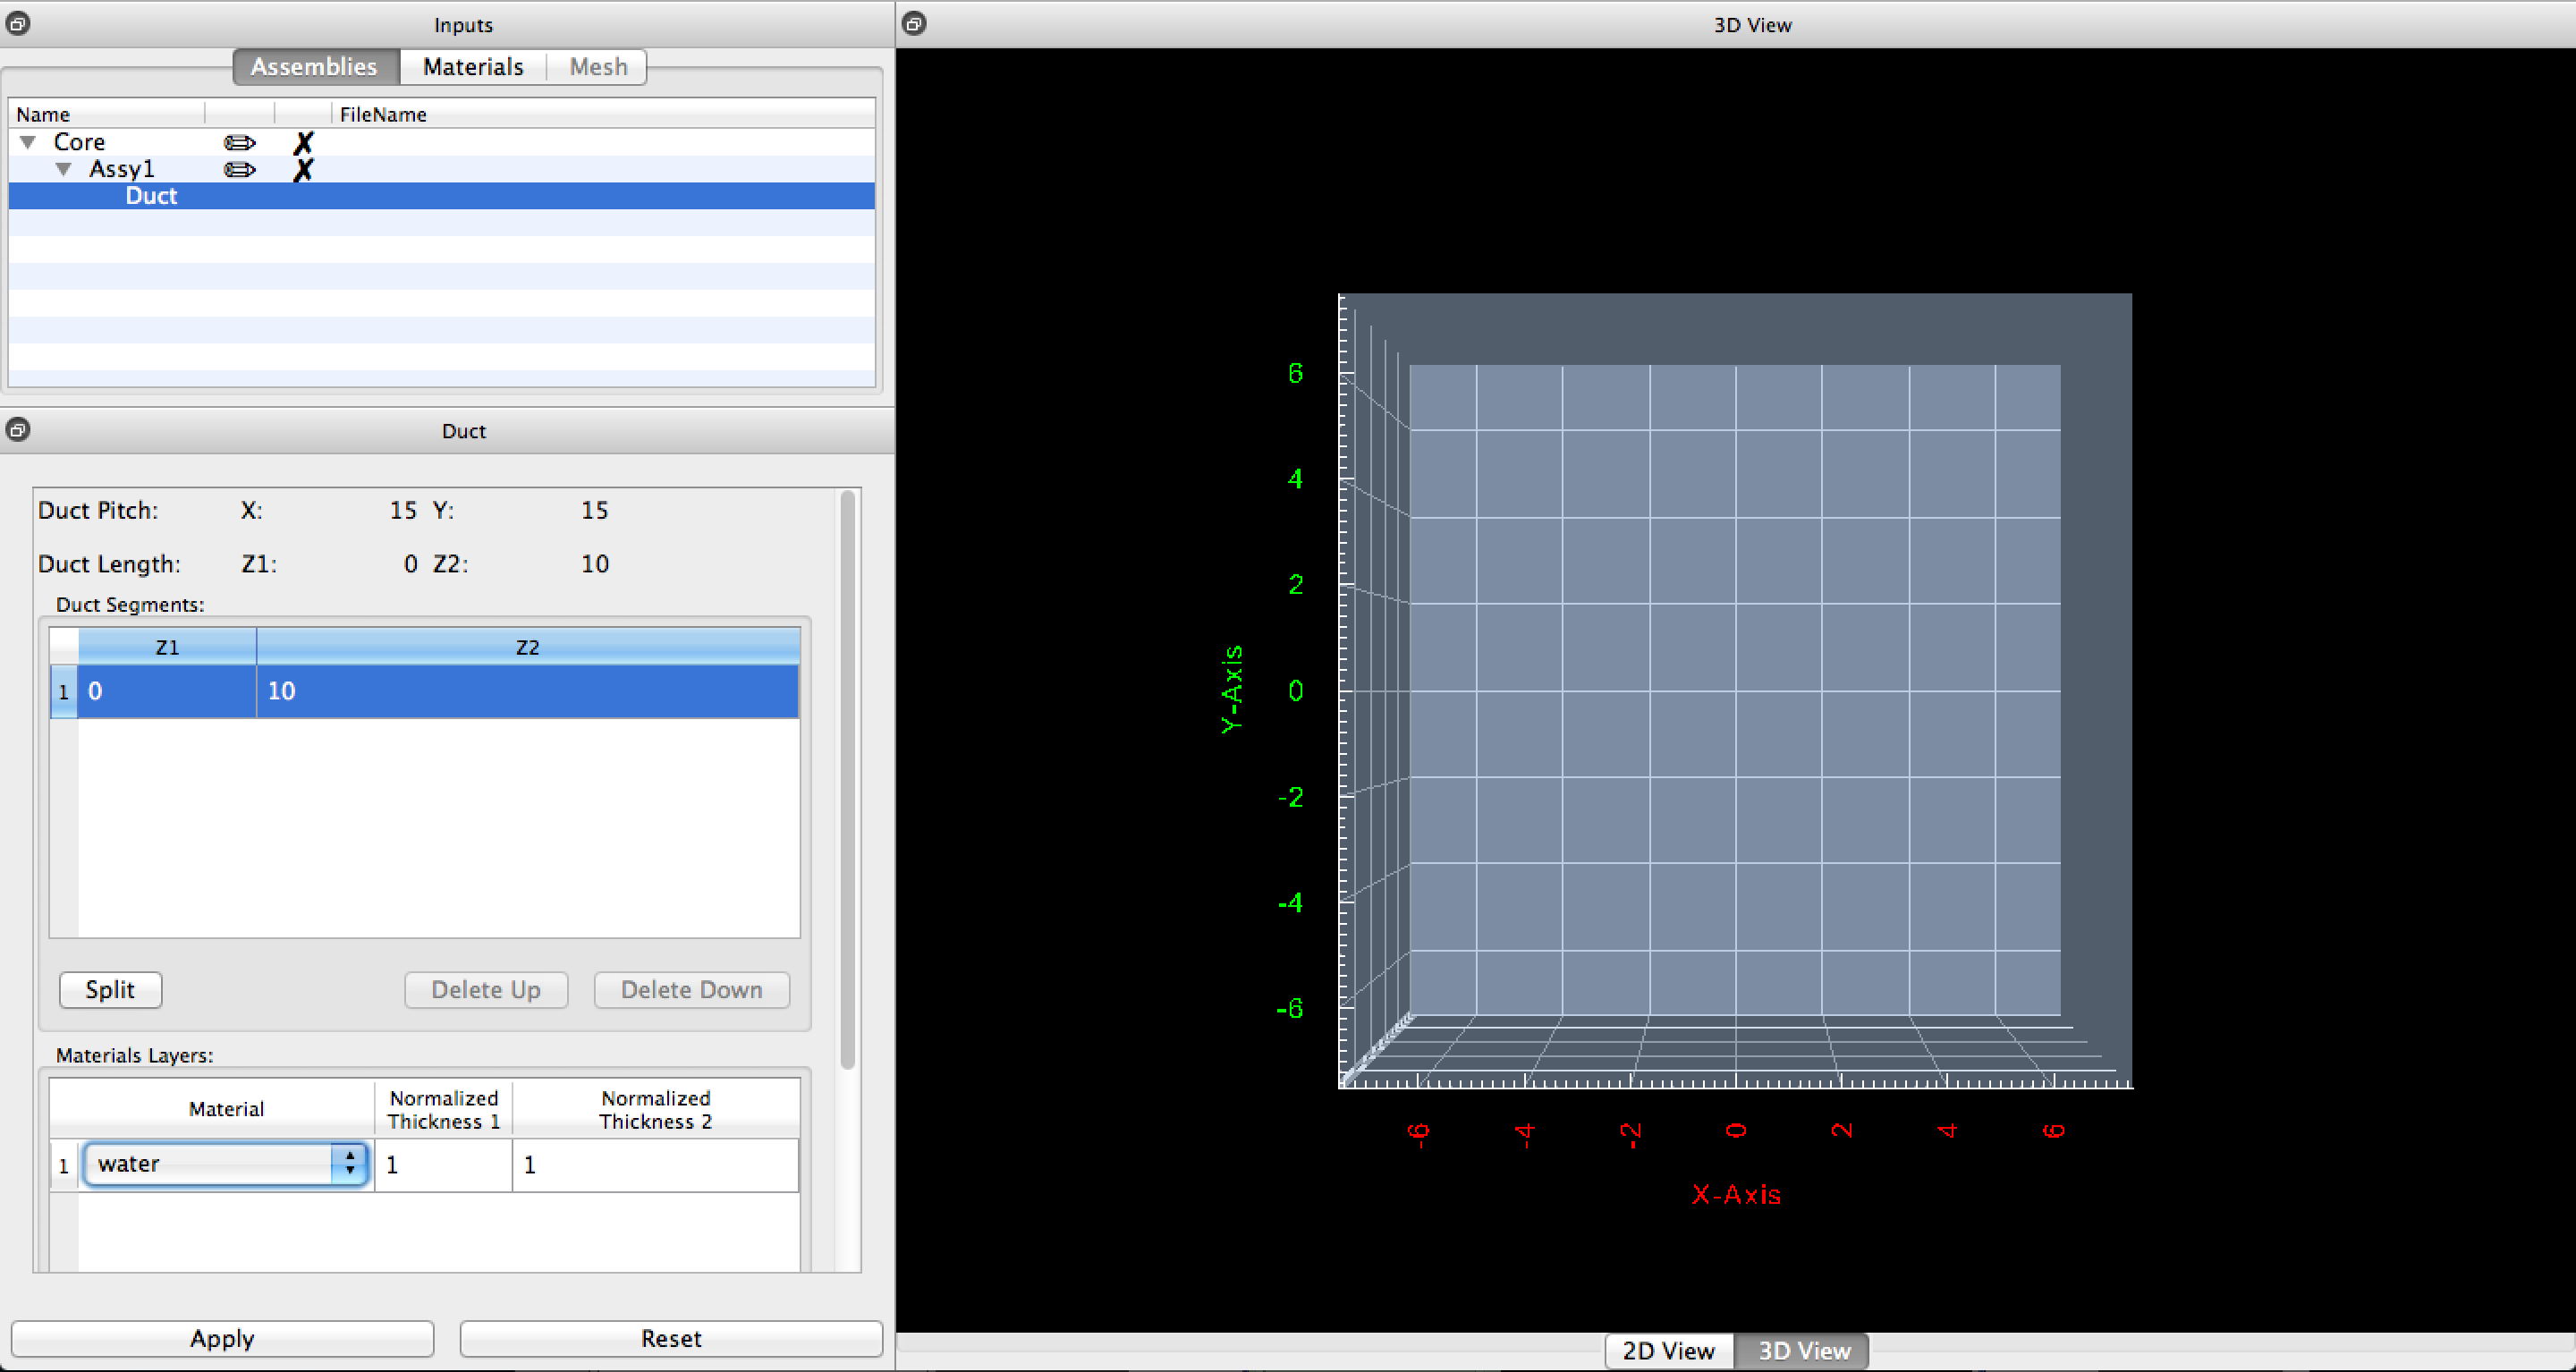 Inputs
Assemblies Materials Mesh
Name FileName
Core
Assy1
Duct
Duct
Duct Pitch: X: 15 Y: 15
Duct Length: Z1: 0 Z2: 10
Duct Segments:
Z1 Z2
1 0 10
Split Delete Up Delete Down
Materials Layers:
Material Normalized Thickness 1 Normalized Thickness 2
1 water 1 1
Apply Reset
3D View
6
4
2
0
-2
-4
-6
Y-Axis
-6 -4 -2 0 2 4 6
X-Axis
2D View 3D View